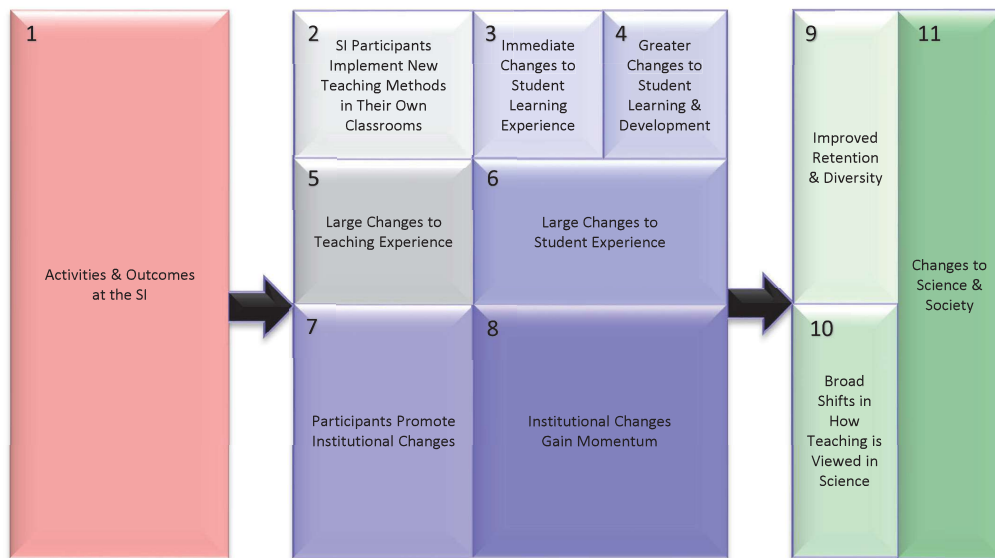 1
Activities & Outcomes
at the SI
2
SI Participants
Implement New
Teaching Methods
in Their Own
Classrooms
3
Immediate
Changes to
Student
Learning
Experience
4
Greater
Changes to
Student
Learning &
Development
5
Large Changes to
Teaching Experience
6
Large Changes to
Student Experience
7
Participants Promote
Institutional Changes
8
Institutional Changes
Gain Momentum
9
Improved
Retention
& Diversity
10
Broad
Shifts in
How
Teaching is
Viewed in
Science
11
Changes to
Science &
Society